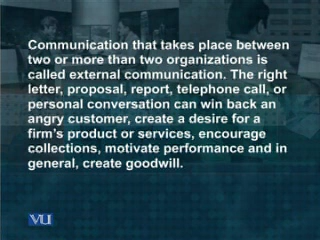 Communication that takes place between
two or more than two organizations is
called external communication. The right
letter, proposal, report, telephone call, or
personal conversation can win back an
angry customer, create a desire for a
firm's product or services, encourage
collections, motivate performance and in
general, create goodwill.
VU